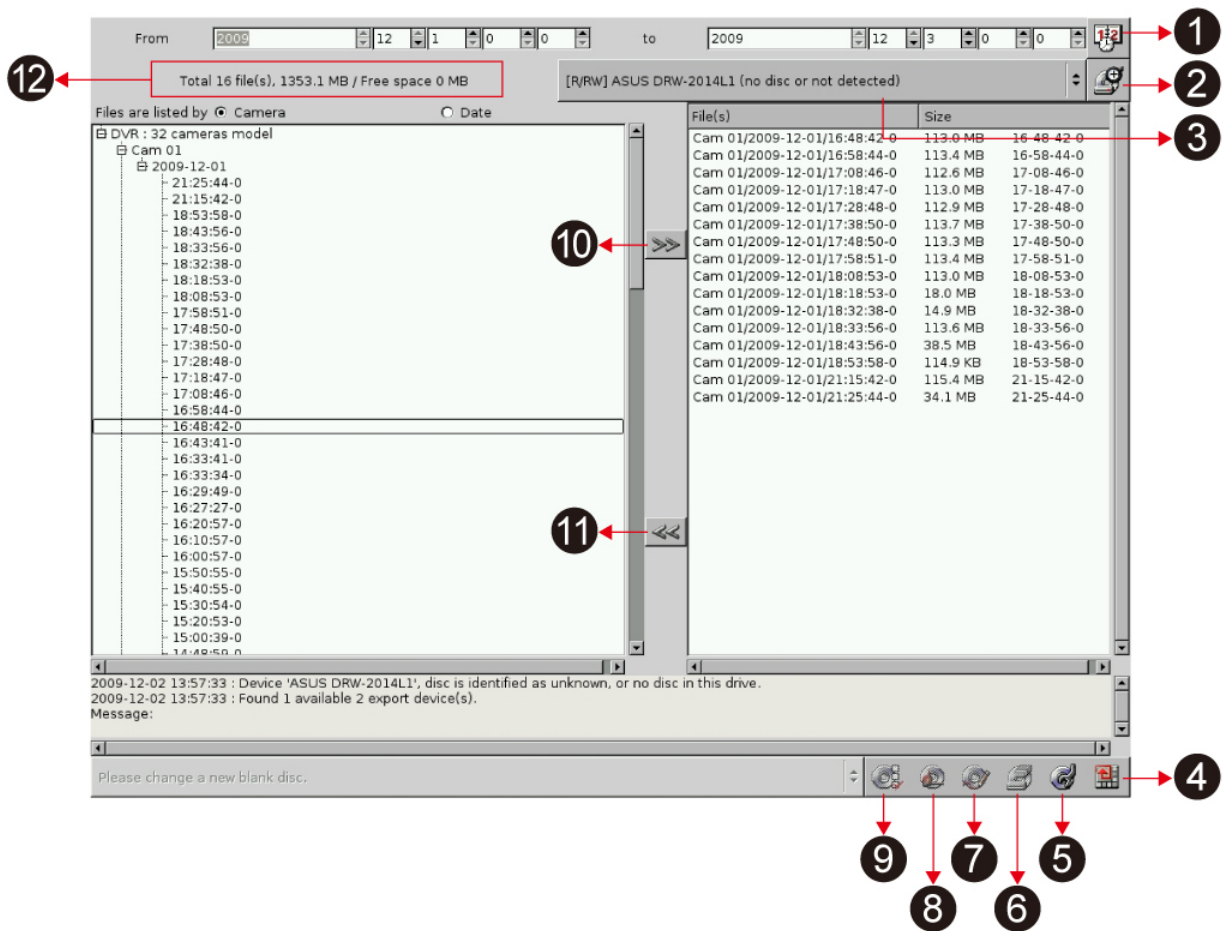 From 2009 12 1 0 0 to 2009 12 3 0 0
1
12
Total 16 file(s), 1353.1 MB / Free space 0 MB
[R/RW] ASUS DRW-2014L1 (no disc or not detected)
2
Files are listed by Camera Date
DVR : 32 cameras model
Cam 01
2009-12-01
21:25:44-0
21:15:42-0
18:53:58-0
18:43:56-0
18:33:56-0
18:32:38-0
18:18:53-0
18:08:53-0
17:58:51-0
17:48:50-0
17:38:50-0
17:28:48-0
17:18:47-0
17:08:46-0
16:58:44-0
16:48:42-0
16:43:41-0
16:33:41-0
16:33:34-0
16:29:49-0
16:27:27-0
16:20:57-0
16:10:57-0
16:00:57-0
15:50:55-0
15:40:55-0
15:30:54-0
15:20:53-0
15:00:39-0
14:48:59-0
10
11
File(s) Size
3
Cam 01/2009-12-01/16:48:42-0 113.0 MB 16-48-42-0
Cam 01/2009-12-01/16:58:44-0 113.4 MB 16-58-44-0
Cam 01/2009-12-01/17:08:46-0 112.6 MB 17-08-46-0
Cam 01/2009-12-01/17:18:47-0 113.0 MB 17-18-47-0
Cam 01/2009-12-01/17:28:48-0 112.9 MB 17-28-48-0
Cam 01/2009-12-01/17:38:50-0 113.7 MB 17-38-50-0
Cam 01/2009-12-01/17:48:50-0 113.3 MB 17-48-50-0
Cam 01/2009-12-01/17:58:51-0 113.4 MB 17-58-51-0
Cam 01/2009-12-01/18:08:53-0 113.0 MB 18-08-53-0
Cam 01/2009-12-01/18:18:53-0 18.0 MB 18-18-53-0
Cam 01/2009-12-01/18:32:38-0 14.9 MB 18-32-38-0
Cam 01/2009-12-01/18:33:56-0 113.6 MB 18-33-56-0
Cam 01/2009-12-01/18:43:56-0 38.5 MB 18-43-56-0
Cam 01/2009-12-01/18:53:58-0 114.9 KB 18-53-58-0
Cam 01/2009-12-01/21:15:42-0 115.4 MB 21-15-42-0
Cam 01/2009-12-01/21:25:44-0 34.1 MB 21-25-44-0
2009-12-02 13:57:33 : Device 'ASUS DRW-2014L1', disc is identified as unknown, or no disc in this drive.
2009-12-02 13:57:33 : Found 1 available 2 export device(s).
Message:
Please change a new blank disc.
4
9 7 5
8 6